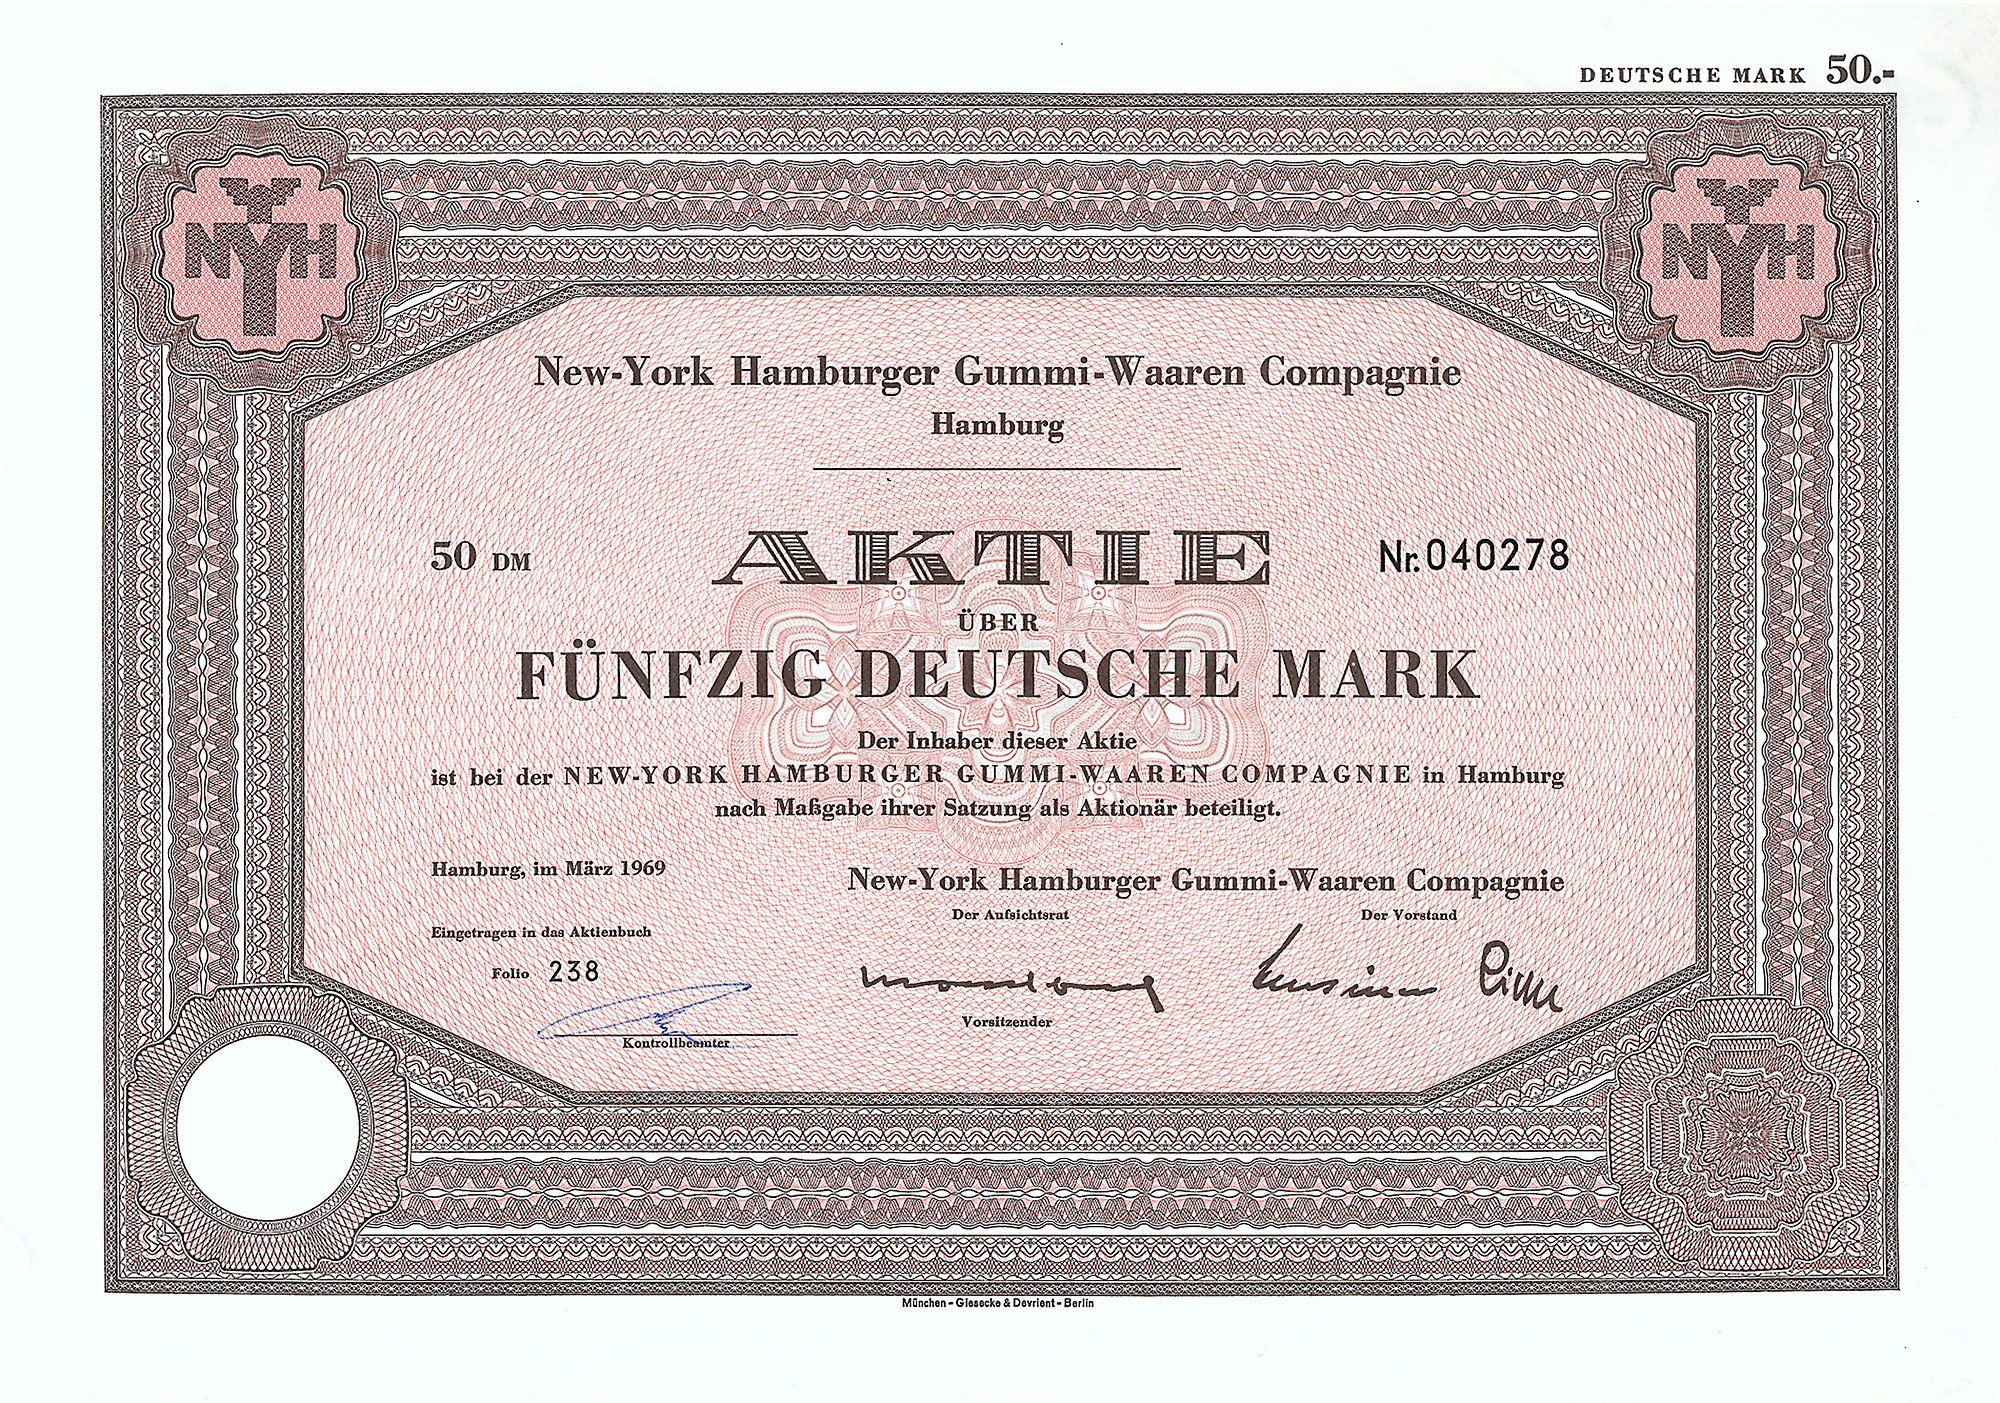 DEUTSCHE MARK 50.-
NYH
NYH
New-York Hamburger Gummi-Waaren Compagnie
Hamburg
50 DM
AKTIE
Nr. 040278
ÜBER
FÜNFZIG DEUTSCHE MARK
Der Inhaber dieser Aktie
ist bei der NEW-YORK HAMBURGER GUMMI-WAAREN COMPAGNIE in Hamburg
nach Maßgabe ihrer Satzung als Aktionär beteiligt.
Hamburg, im März 1969
New-York Hamburger Gummi-Waaren Compagnie
Der Aufsichtsrat
Der Vorstand
Eingetragen in das Aktienbuch
Folio 238
Vorsitzender
Kontrollbeamter
München - Giesecke & Devrient - Berlin